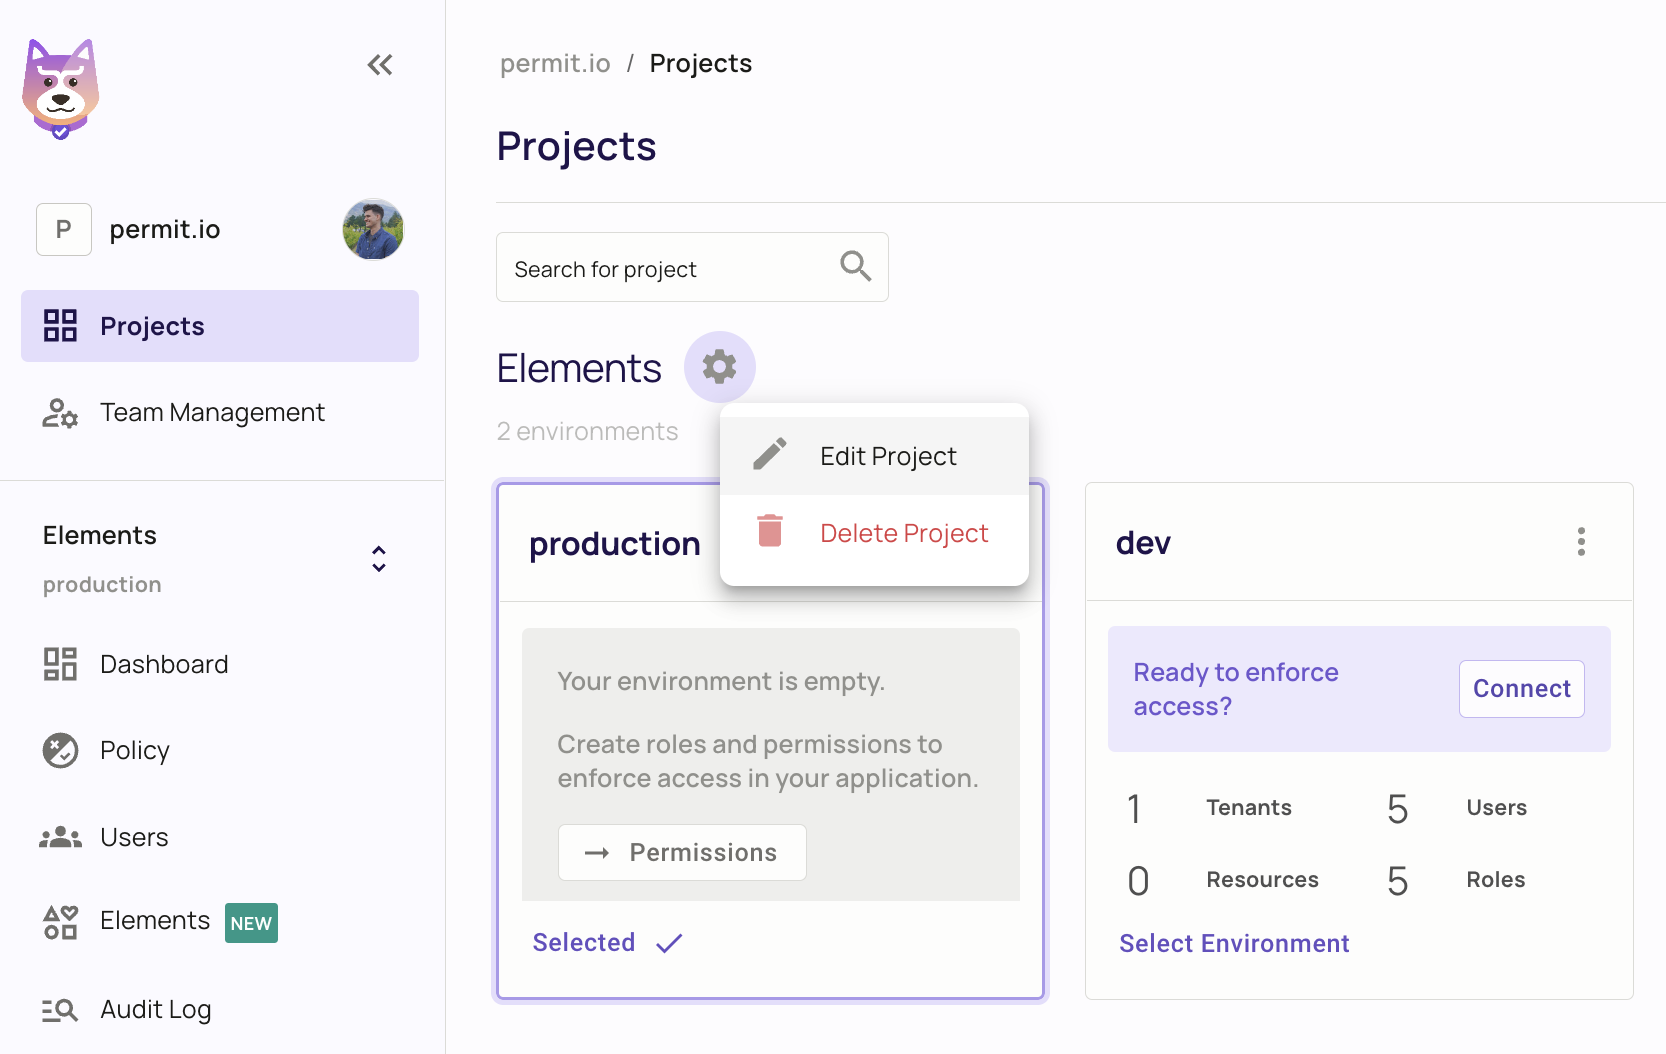 permit.io / Projects
Projects
P
permit.io
Projects
Team Management
Elements
production
Dashboard
Policy
Users
Elements NEW
Audit Log
Search for project
Elements
2 environments
Edit Project
Delete Project
production
Your environment is empty.
Create roles and permissions to
enforce access in your application.
→ Permissions
Selected
dev
Ready to enforce
access?
Connect
1 Tenants 5 Users
0 Resources 5 Roles
Select Environment